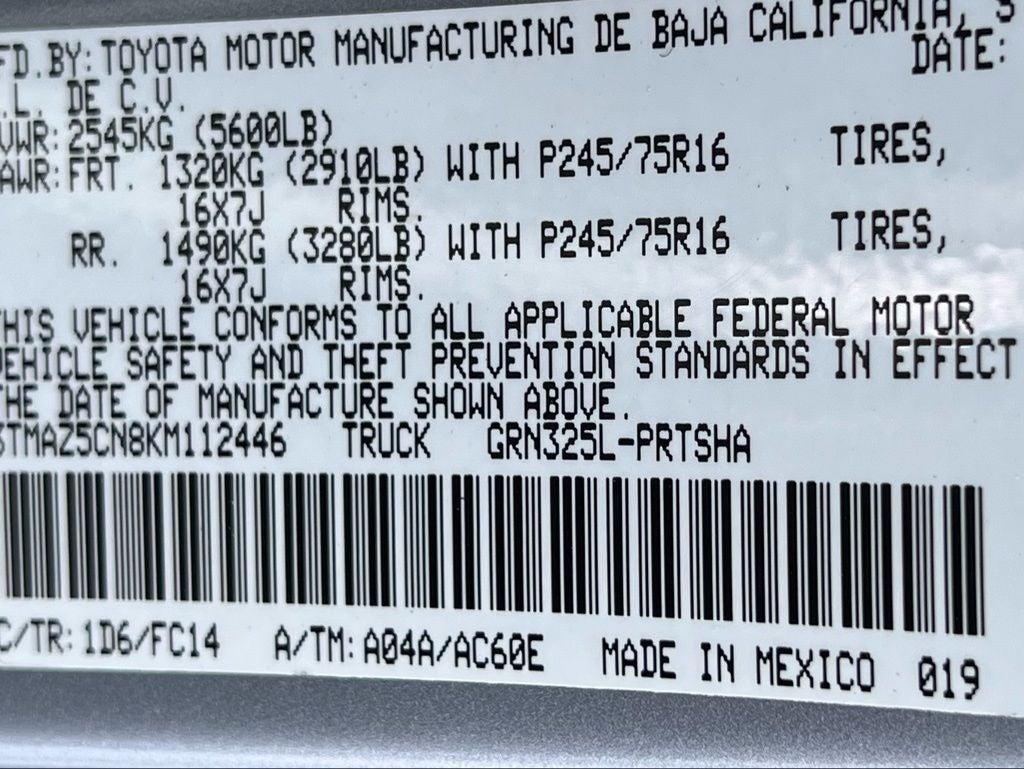 FD. BY: TOYOTA MOTOR MANUFACTURING DE BAJA CALIFORNIA, S
DATE:
.L. DE C.V.
VWR: 2545KG (5600LB)
AWR: FRT. 1320KG (2910LB) WITH P245/75R16 TIRES,
16X7J RIMS.
RR. 1490KG (3280LB) WITH P245/75R16 TIRES,
16X7J RIMS.
THIS VEHICLE CONFORMS TO ALL APPLICABLE FEDERAL MOTOR
VEHICLE SAFETY AND THEFT PREVENTION STANDARDS IN EFFECT
THE DATE OF MANUFACTURE SHOWN ABOVE.
3TMAZ5CN8KM112446 TRUCK GRN325L-PRTSHA
C/TR: 1D6/FC14 A/TM: A04A/AC60E MADE IN MEXICO 019